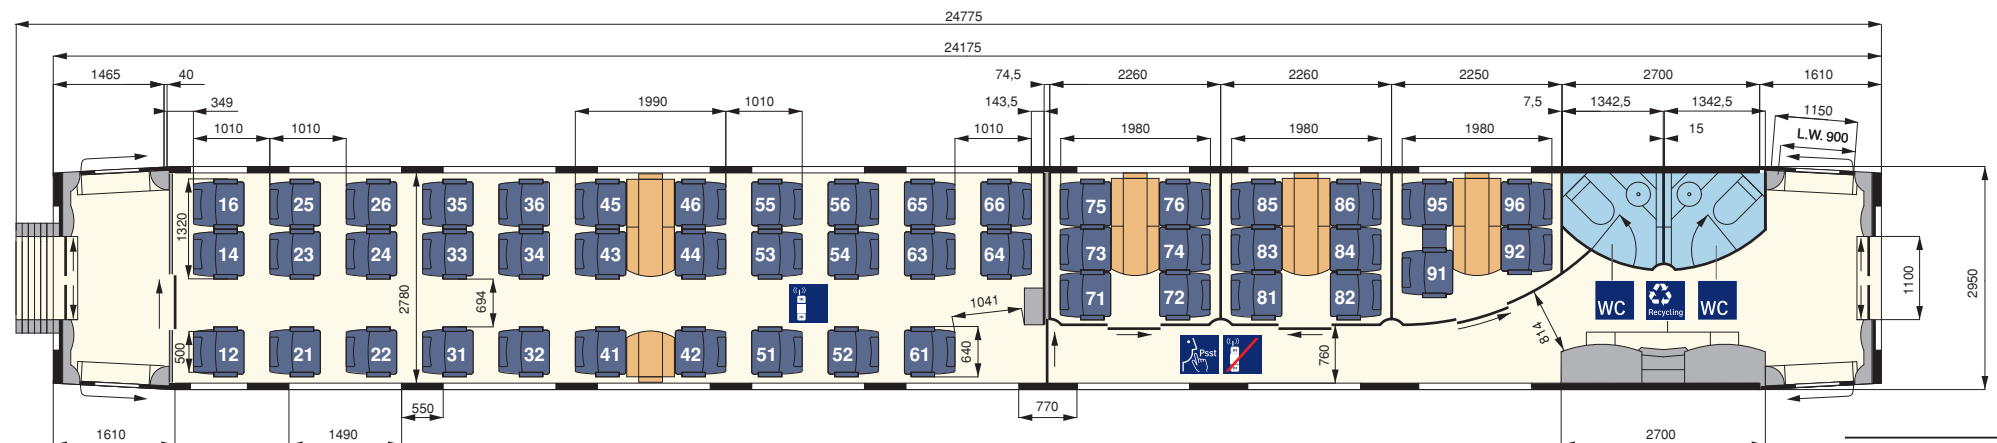 24775
24175
1465 40 74,5 2260 2260 2250 2700 1610
349 1990 1010 143,5 7,5 1342,5 1342,5 1150
1010 1010 1010 1980 1980 1980 15 L.W. 900
16 25 26 35 36 45 46 55 56 65 66 75 76 85 86 95 96
1320
14 23 24 33 34 43 44 53 54 63 64 73 74 83 84 91 92
2780 694 1041 71 72 81 82 1100 2950
WC Recycling WC
500 12 21 22 31 32 41 42 51 52 61 640 Psst 760 814
550 770
1610 1490 2700